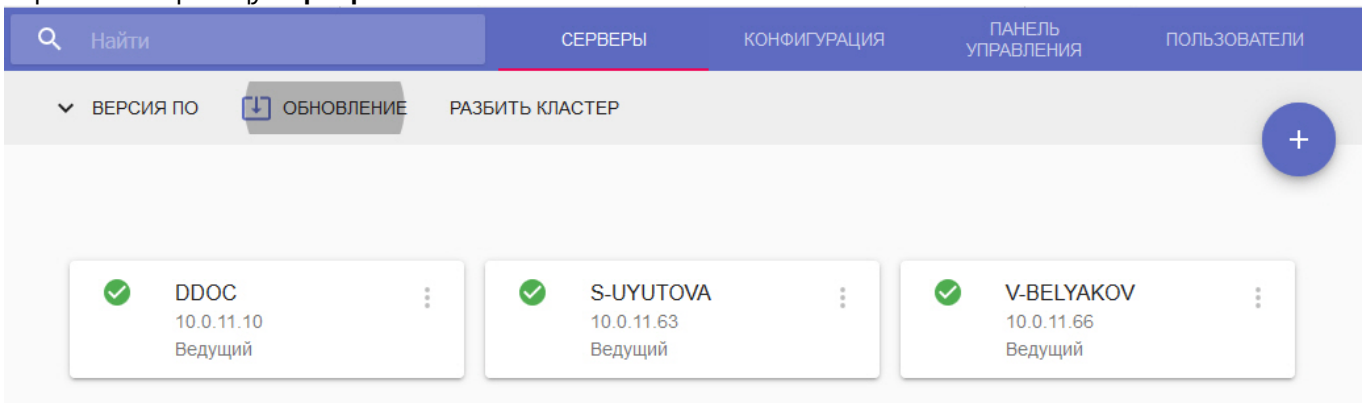 Найти
СЕРВЕРЫ
КОНФИГУРАЦИЯ
ПАНЕЛЬ
УПРАВЛЕНИЯ
ПОЛЬЗОВАТЕЛИ
ВЕРСИЯ ПО
ОБНОВЛЕНИЕ
РАЗБИТЬ КЛАСТЕР
DDOC
10.0.11.10
Ведущий
S-UYUTOVA
10.0.11.63
Ведущий
V-BELYAKOV
10.0.11.66
Ведущий